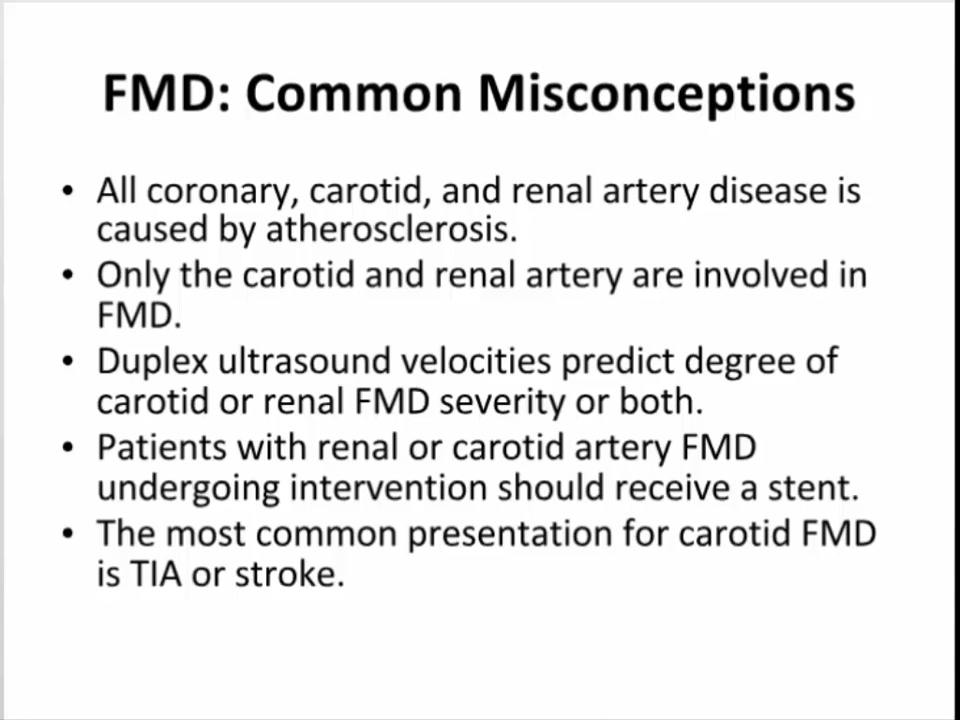 FMD: Common Misconceptions
• All coronary, carotid, and renal artery disease is
caused by atherosclerosis.
• Only the carotid and renal artery are involved in
FMD.
• Duplex ultrasound velocities predict degree of
carotid or renal FMD severity or both.
• Patients with renal or carotid artery FMD
undergoing intervention should receive a stent.
• The most common presentation for carotid FMD
is TIA or stroke.